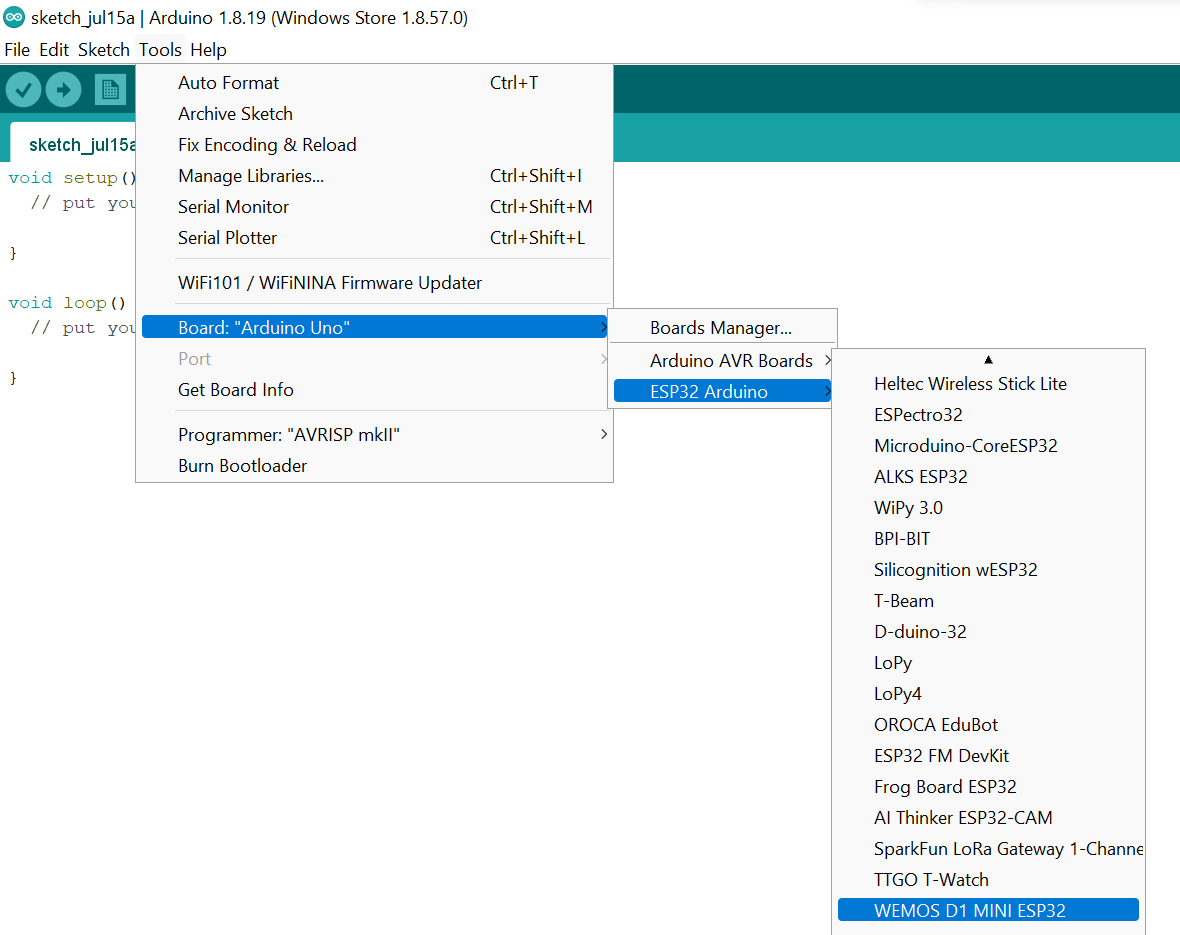 sketch_jul15a | Arduino 1.8.19 (Windows Store 1.8.57.0)
File Edit Sketch Tools Help
sketch_jul15a
void setup()
// put you
}
void loop()
// put you
}
Auto Format Ctrl+T
Archive Sketch
Fix Encoding & Reload
Manage Libraries... Ctrl+Shift+I
Serial Monitor Ctrl+Shift+M
Serial Plotter Ctrl+Shift+L
WiFi101 / WiFiNINA Firmware Updater
Board: "Arduino Uno"
Port
Get Board Info
Programmer: "AVRISP mkII"
Burn Bootloader
Boards Manager...
Arduino AVR Boards
ESP32 Arduino
Heltec Wireless Stick Lite
ESPectro32
Microduino-CoreESP32
ALKS ESP32
WiPy 3.0
BPI-BIT
Silicognition wESP32
T-Beam
D-duino-32
LoPy
LoPy4
OROCA EduBot
ESP32 FM DevKit
Frog Board ESP32
AI Thinker ESP32-CAM
SparkFun LoRa Gateway 1-Channe
TTGO T-Watch
WEMOS D1 MINI ESP32